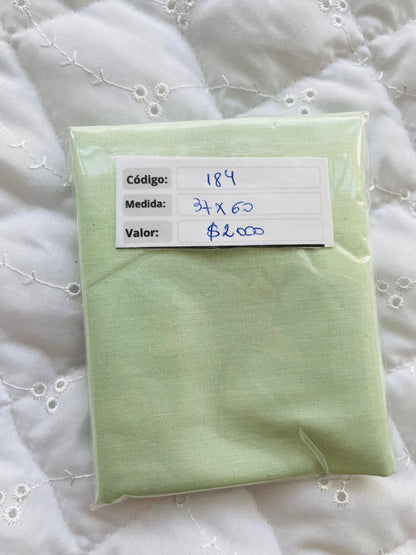 Código: 184
Medida: 37 x 60
Valor: $2000